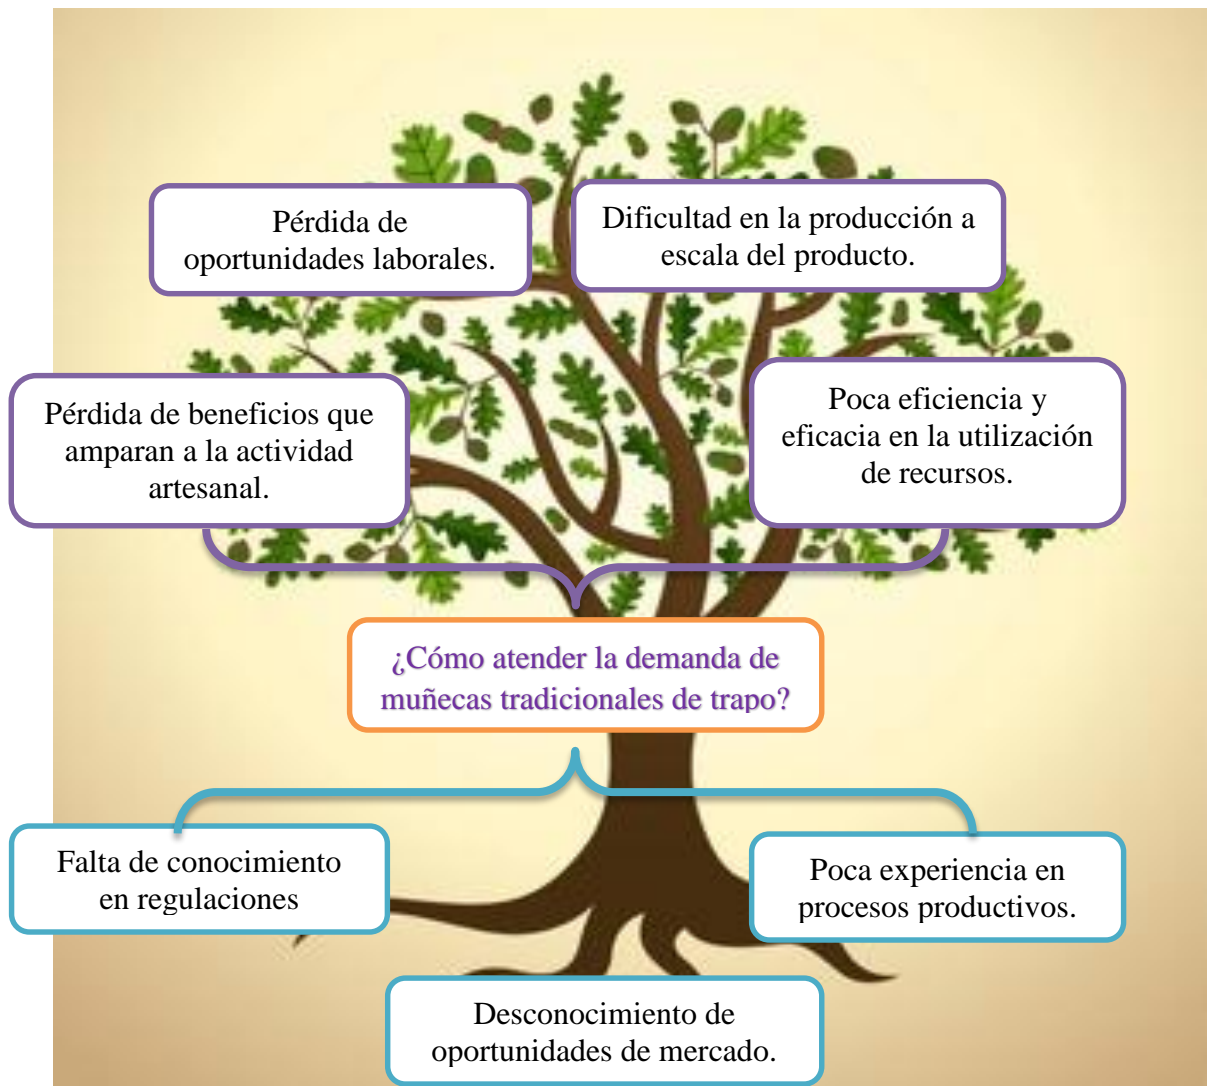 Pérdida de
oportunidades laborales.
Dificultad en la producción a
escala del producto.
Pérdida de beneficios que
amparan a la actividad
artesanal.
Poca eficiencia y
eficacia en la utilización
de recursos.
¿Cómo atender la demanda de
muñecas tradicionales de trapo?
Falta de conocimiento
en regulaciones
Poca experiencia en
procesos productivos.
Desconocimiento de
oportunidades de mercado.